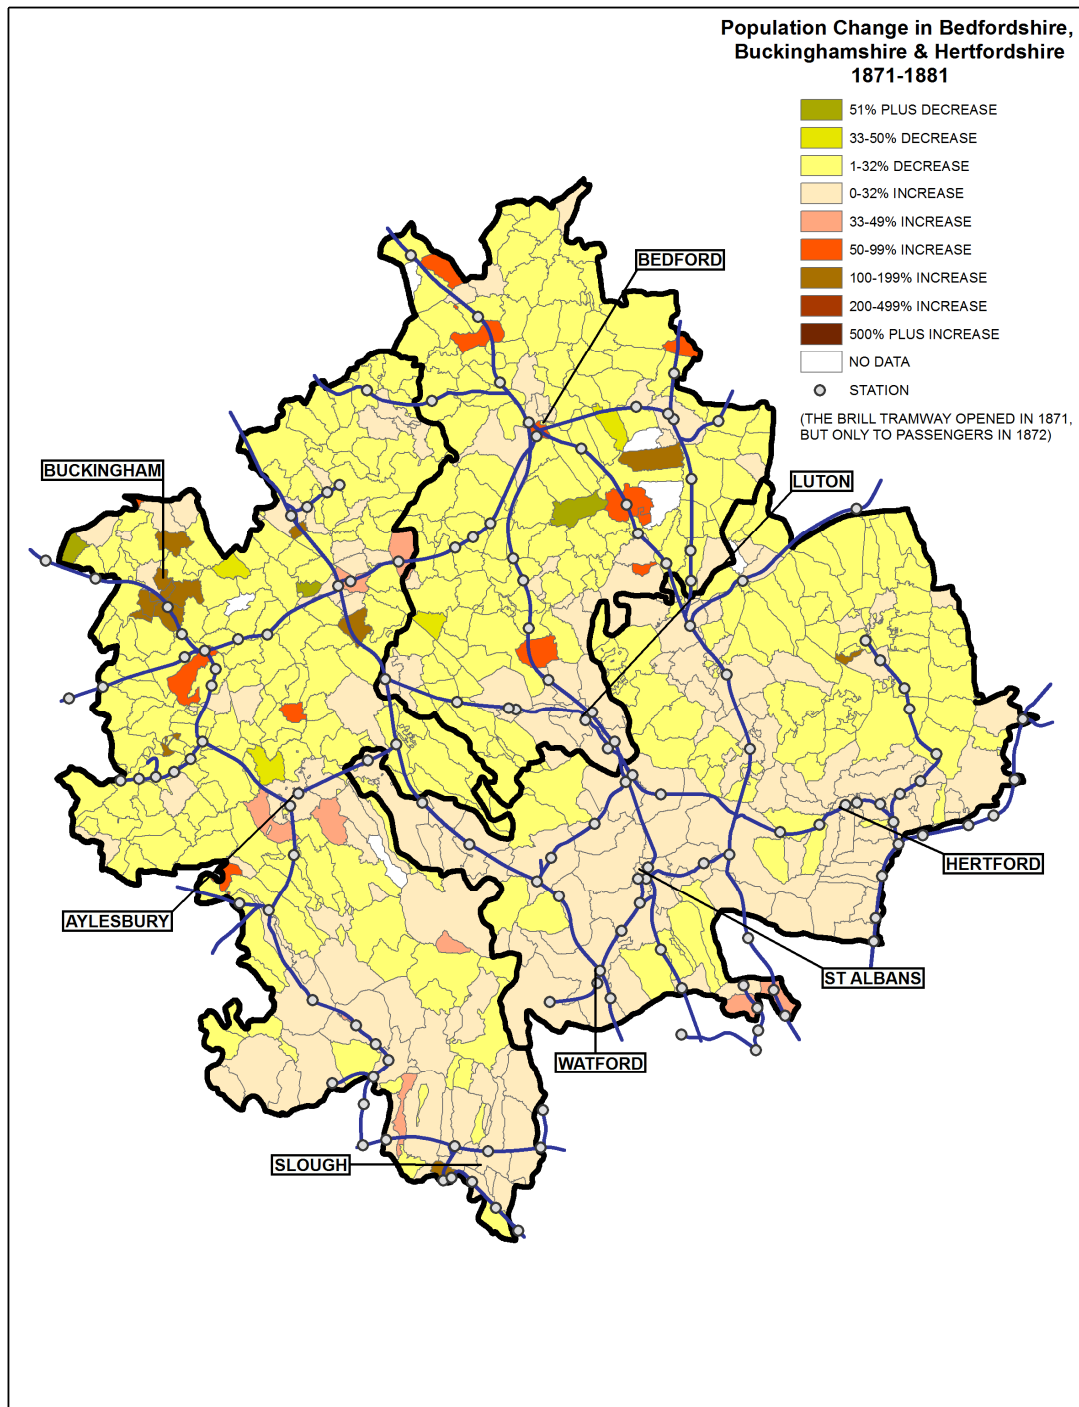 Population Change in Bedfordshire,
Buckinghamshire & Hertfordshire
1871-1881
51% PLUS DECREASE
33-50% DECREASE
1-32% DECREASE
0-32% INCREASE
33-49% INCREASE
50-99% INCREASE
100-199% INCREASE
200-499% INCREASE
500% PLUS INCREASE
NO DATA
STATION
(THE BRILL TRAMWAY OPENED IN 1871,
BUT ONLY TO PASSENGERS IN 1872)
BEDFORD
BUCKINGHAM
LUTON
HERTFORD
AYLESBURY
ST ALBANS
WATFORD
SLOUGH